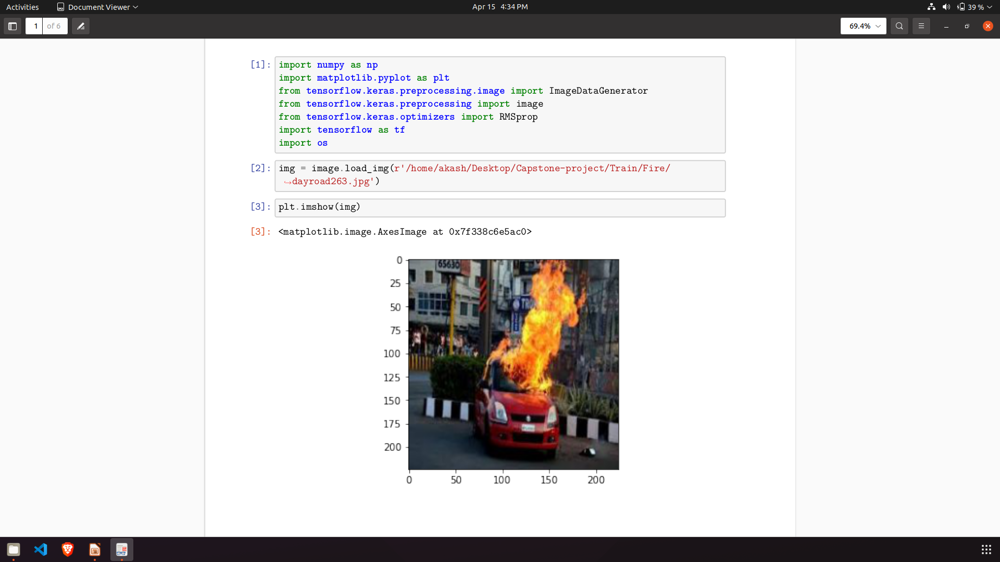 Activities
Document Viewer
Apr 15 4:34 PM
39 %
1 of 6
69.4%
[1]: import numpy as np
import matplotlib.pyplot as plt
from tensorflow.keras.preprocessing.image import ImageDataGenerator
from tensorflow.keras.preprocessing import image
from tensorflow.keras.optimizers import RMSprop
import tensorflow as tf
import os
[2]: img = image.load_img(r'/home/akash/Desktop/Capstone-project/Train/Fire/
↪dayroad263.jpg')
[3]: plt.imshow(img)
[3]: <matplotlib.image.AxesImage at 0x7f338c6e5ac0>
65630
0
25
50
75
100
125
150
175
200
0 50 100 150 200